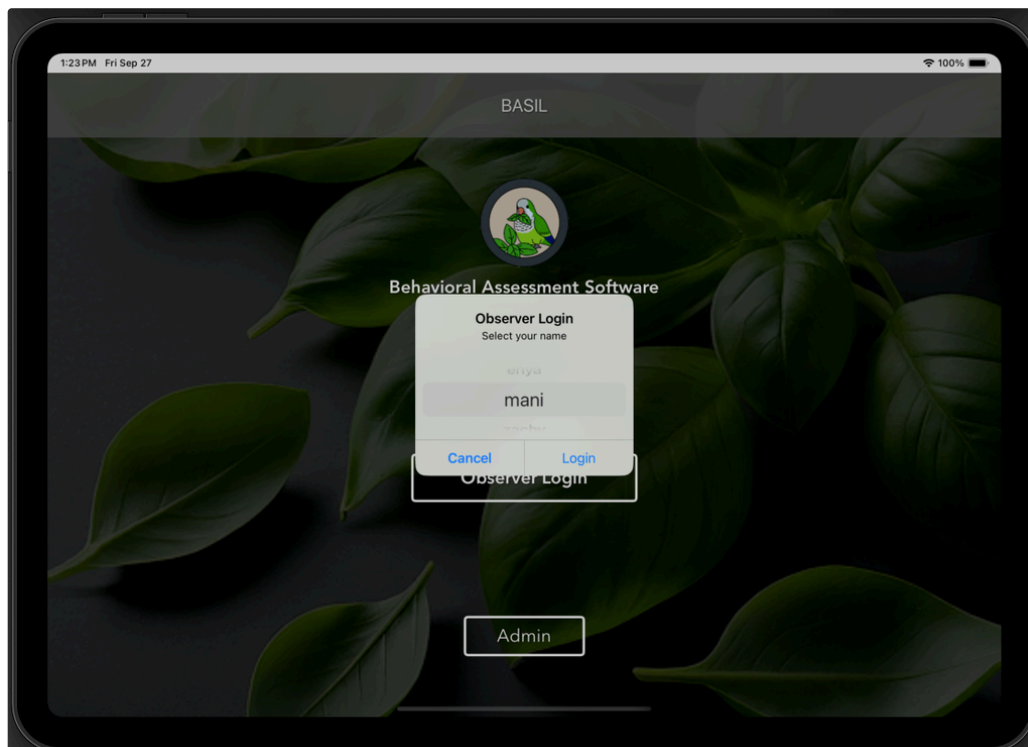 1:23 PM Fri Sep 27
100%
BASIL
Behavioral Assessment Software
Observer Login
Select your name
mani
Cancel
Login
Observer Login
Admin